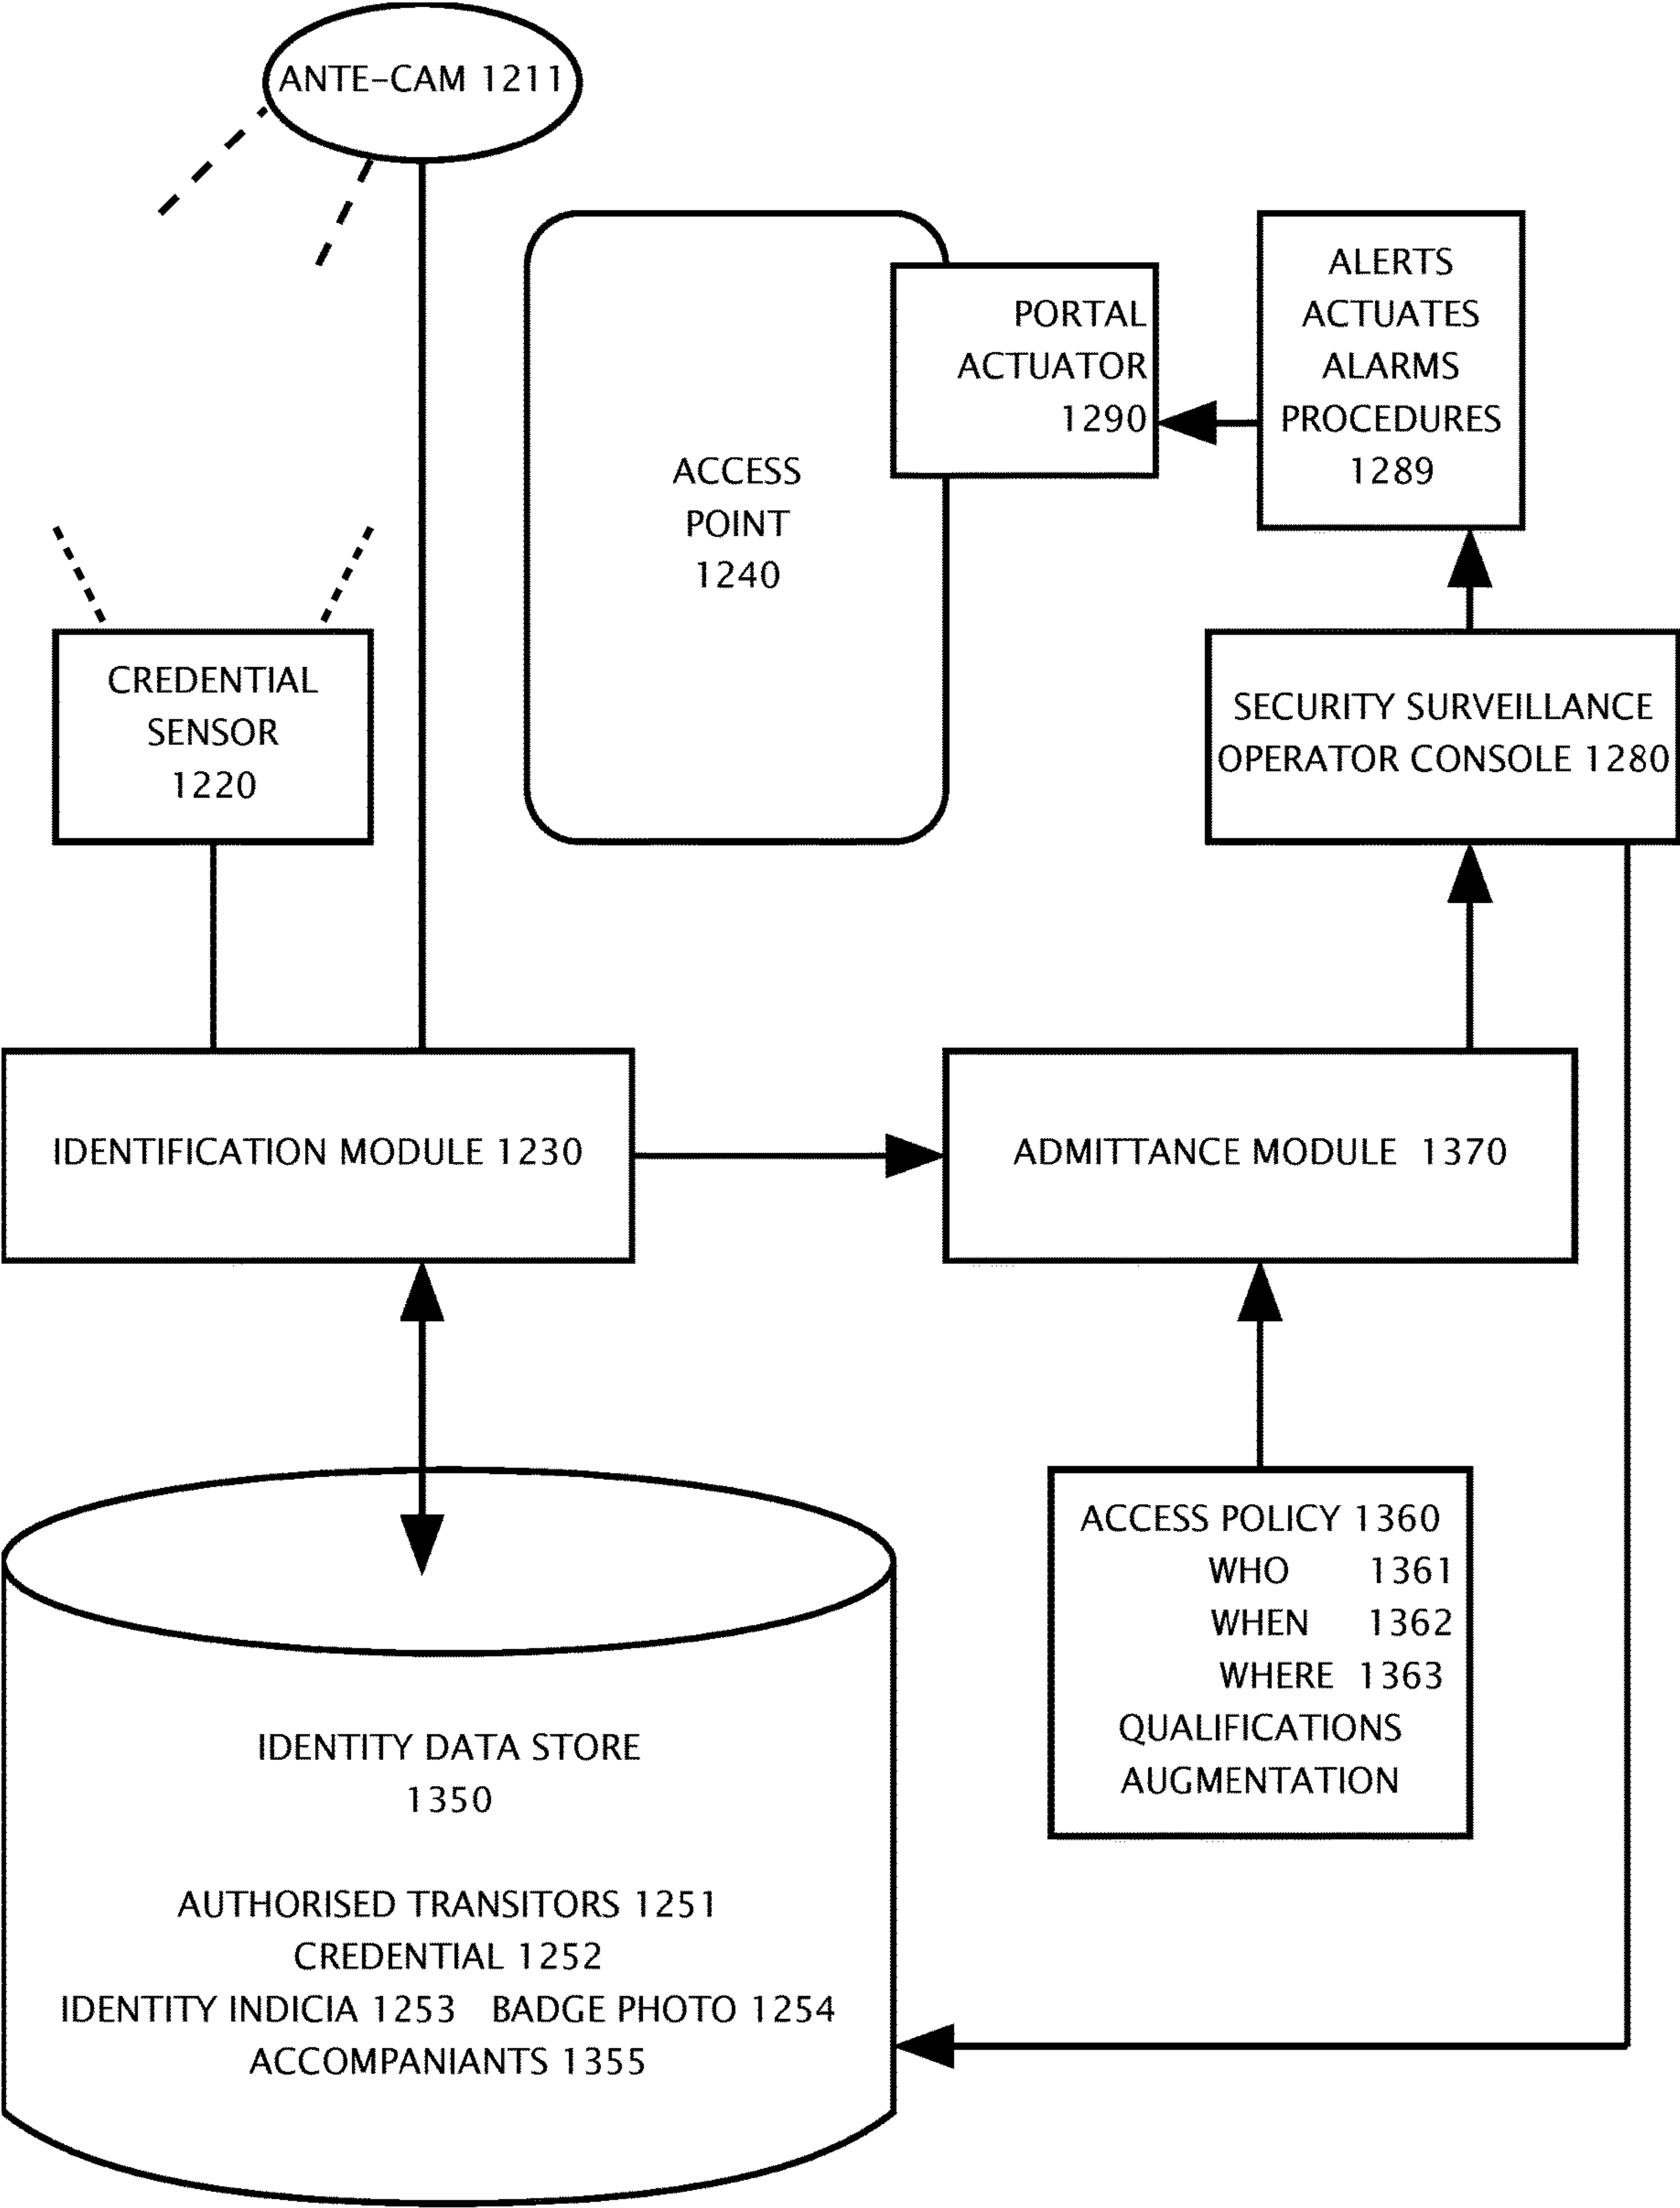 ANTE-CAM 1211
ALERTS
ACTUATES
ALARMS
PROCEDURES
1289
PORTAL
ACTUATOR
1290
ACCESS
POINT
1240
CREDENTIAL
SENSOR
1220
SECURITY SURVEILLANCE
OPERATOR CONSOLE 1280
IDENTIFICATION MODULE 1230
ADMITTANCE MODULE 1370
ACCESS POLICY 1360
WHO 1361
WHEN 1362
WHERE 1363
QUALIFICATIONS
AUGMENTATION
IDENTITY DATA STORE
1350
AUTHORISED TRANSITORS 1251
CREDENTIAL 1252
IDENTITY INDICIA 1253 BADGE PHOTO 1254
ACCOMPANIANTS 1355